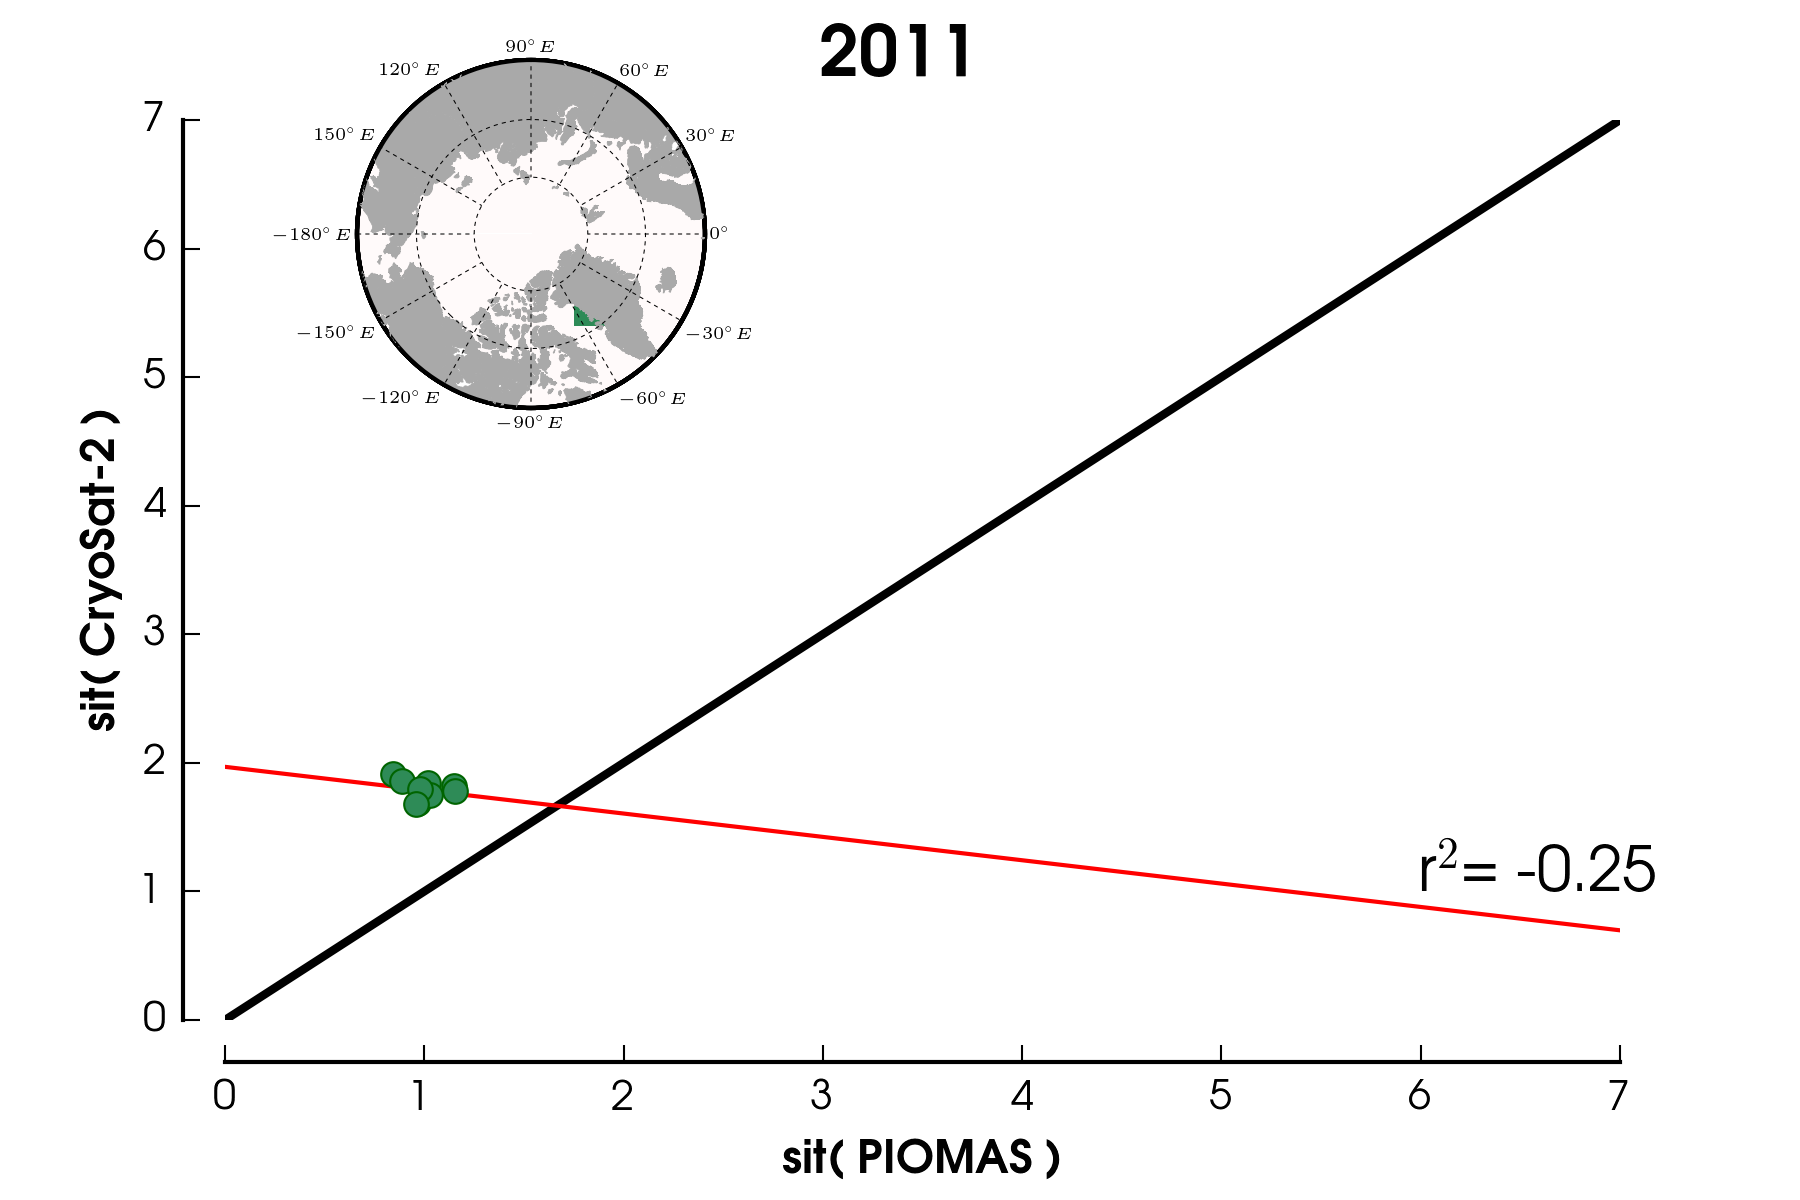 2011
90° E
120° E
60° E
150° E
30° E
−180° E
0°
−150° E
−30° E
−120° E
−60° E
−90° E
7
6
5
4
3
2
1
0
sit( CryoSat-2 )
r²= -0.25
0 1 2 3 4 5 6 7
sit( PIOMAS )